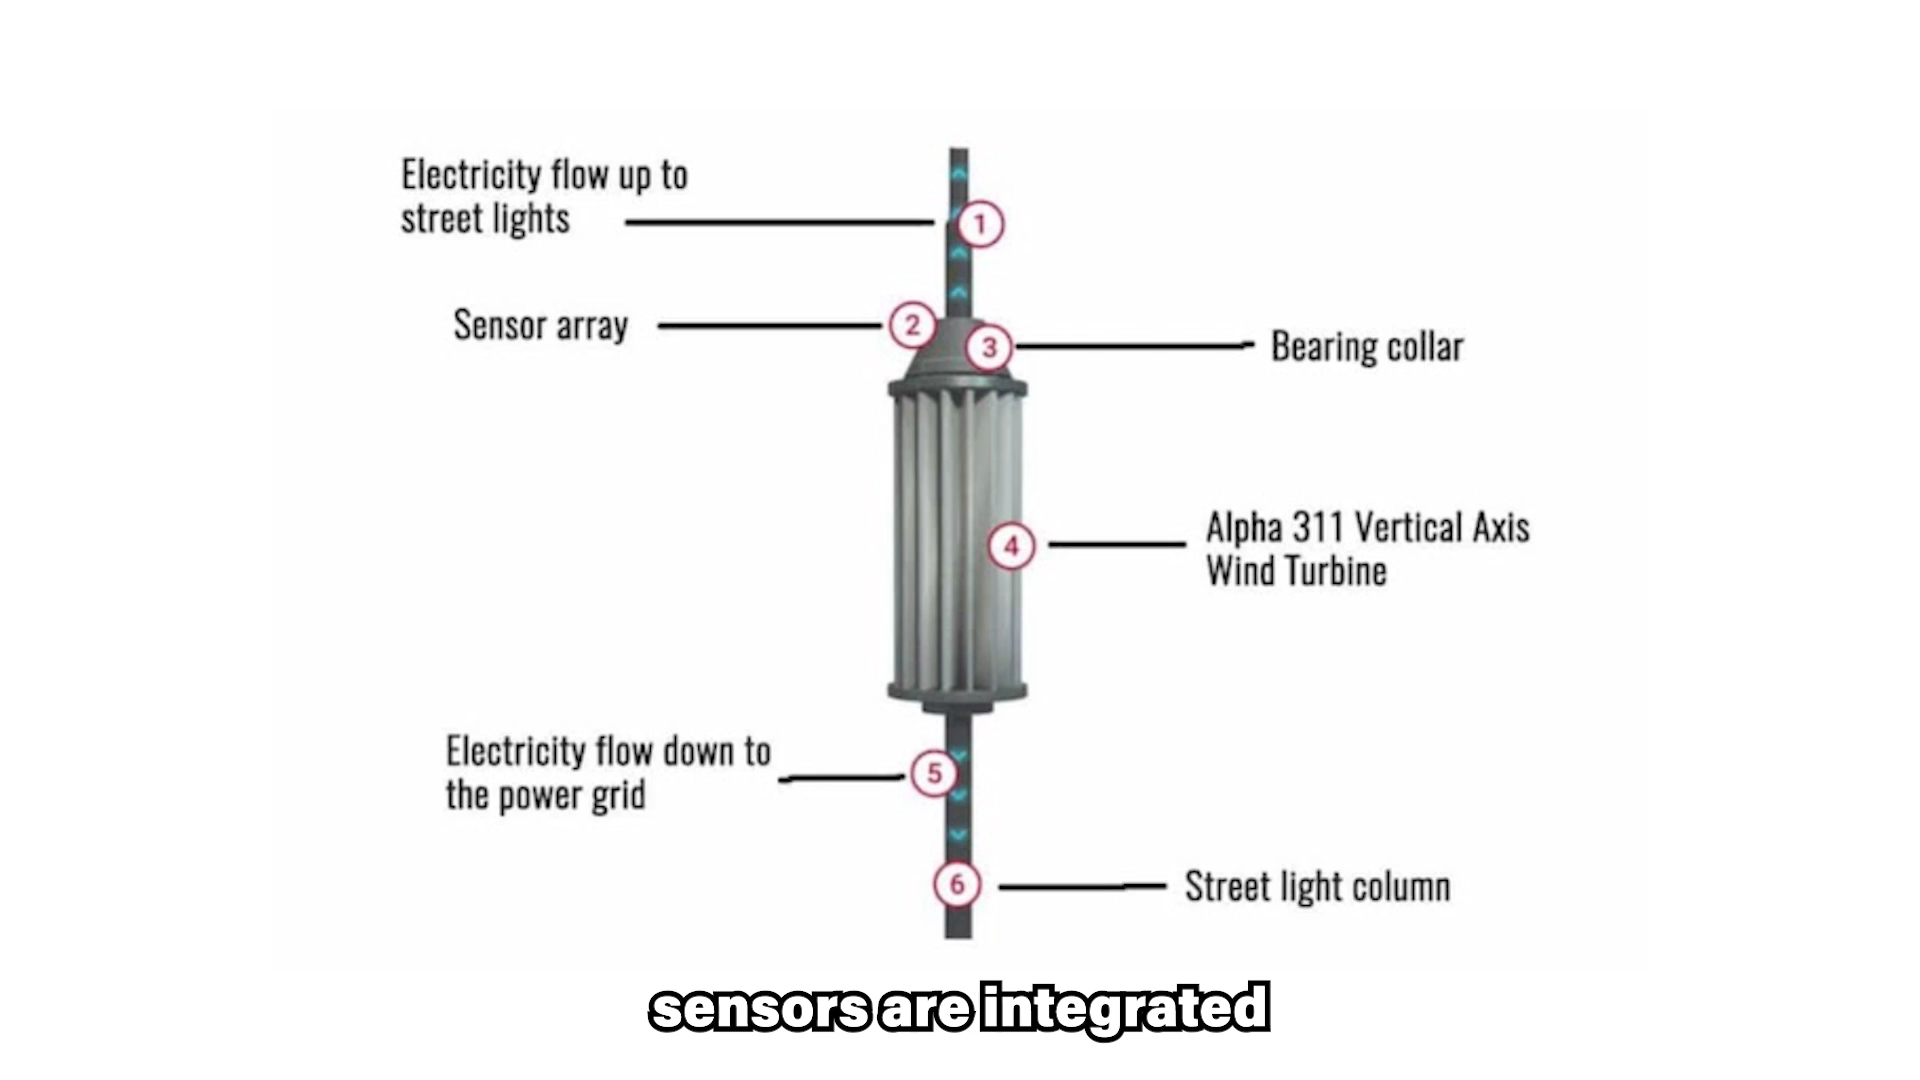 Electricity flow up to
street lights
1
Sensor array
2
3
Bearing collar
4
Alpha 311 Vertical Axis
Wind Turbine
Electricity flow down to
the power grid
5
6
Street light column
sensors are integrated